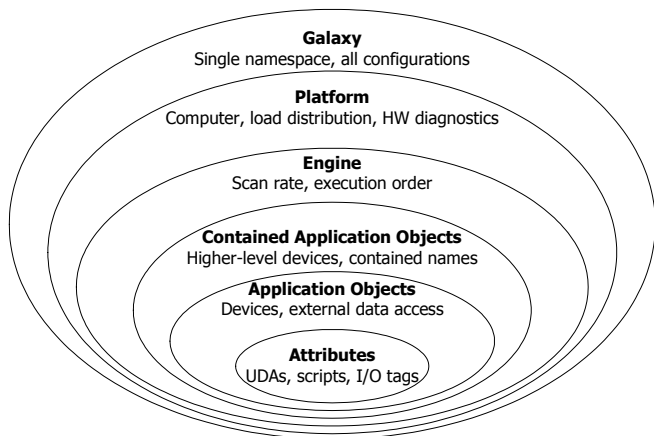 Galaxy
Single namespace, all configurations
Platform
Computer, load distribution, HW diagnostics
Engine
Scan rate, execution order
Contained Application Objects
Higher-level devices, contained names
Application Objects
Devices, external data access
Attributes
UDAs, scripts, I/O tags